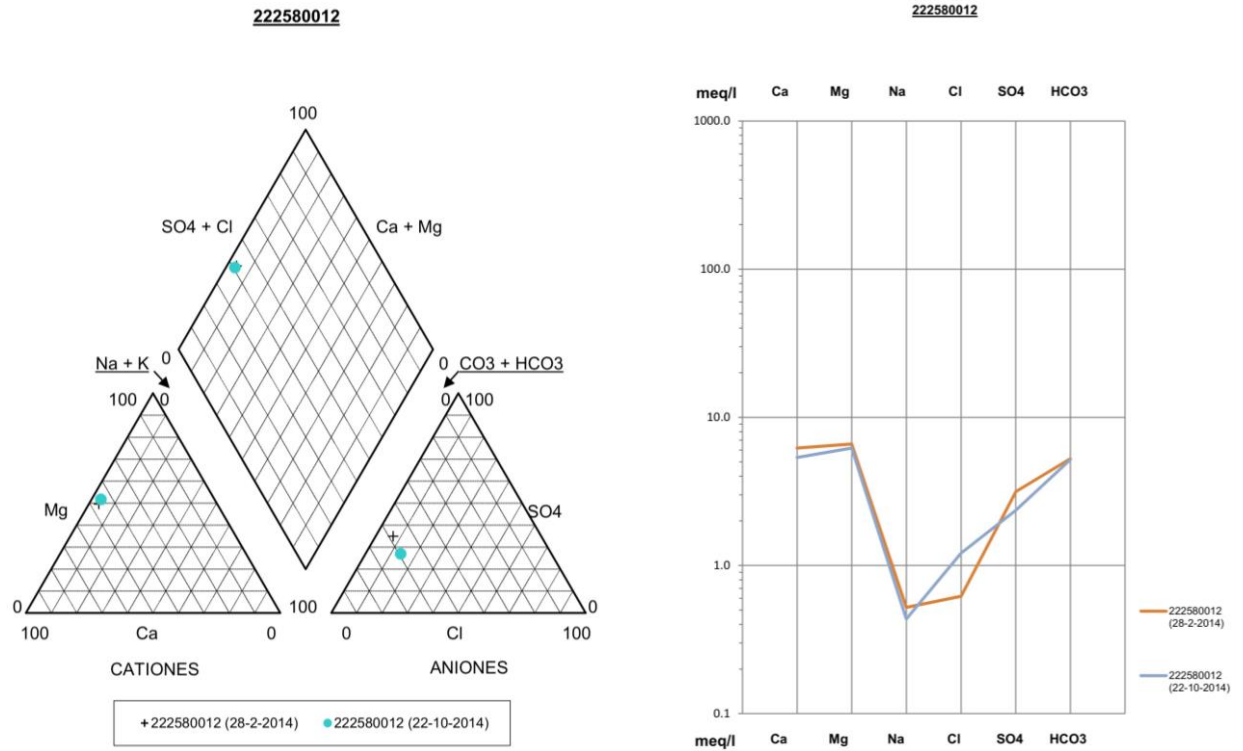 222580012
100
SO4 + Cl
Ca + Mg
0
0
Na + K
CO3 + HCO3
100
0
0
100
Mg
SO4
0
100
0
100
Ca
0
0
Cl
100
CATIONES
ANIONES
+ 222580012 (28-2-2014)
222580012 (22-10-2014)
222580012
meq/l Ca Mg Na Cl SO4 HCO3
1000.0
100.0
10.0
1.0
0.1
222580012
(28-2-2014)
222580012
(22-10-2014)
meq/l Ca Mg Na Cl SO4 HCO3